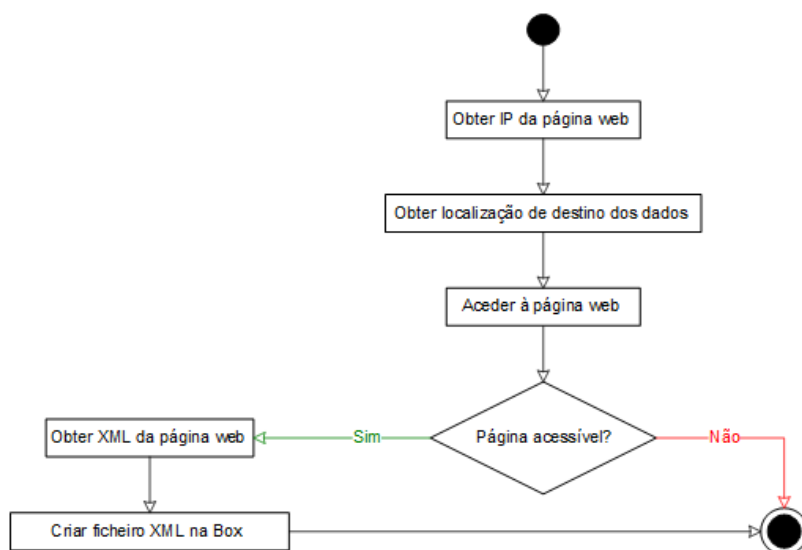 Obter IP da página web
Obter localização de destino dos dados
Aceder à página web
Página acessível?
Sim
Não
Obter XML da página web
Criar ficheiro XML na Box